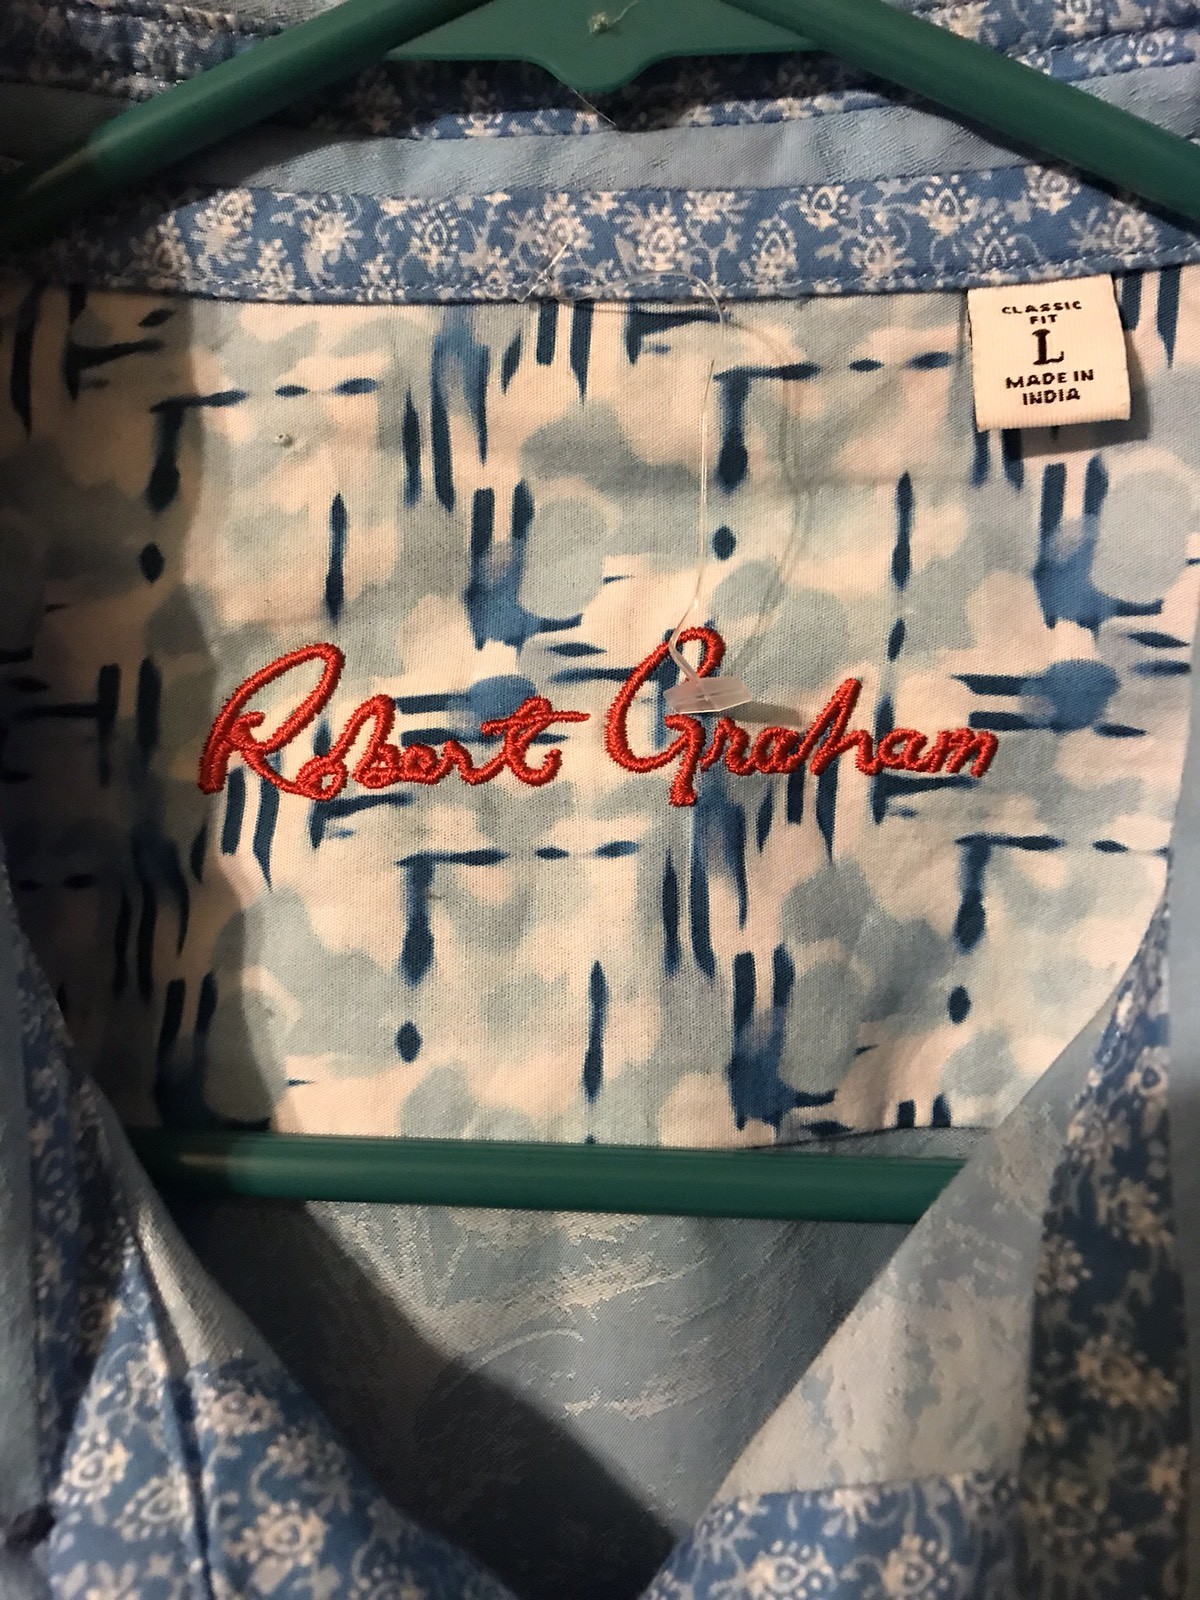 CLASSIC
FIT
L
MADE IN
INDIA
Robert Graham